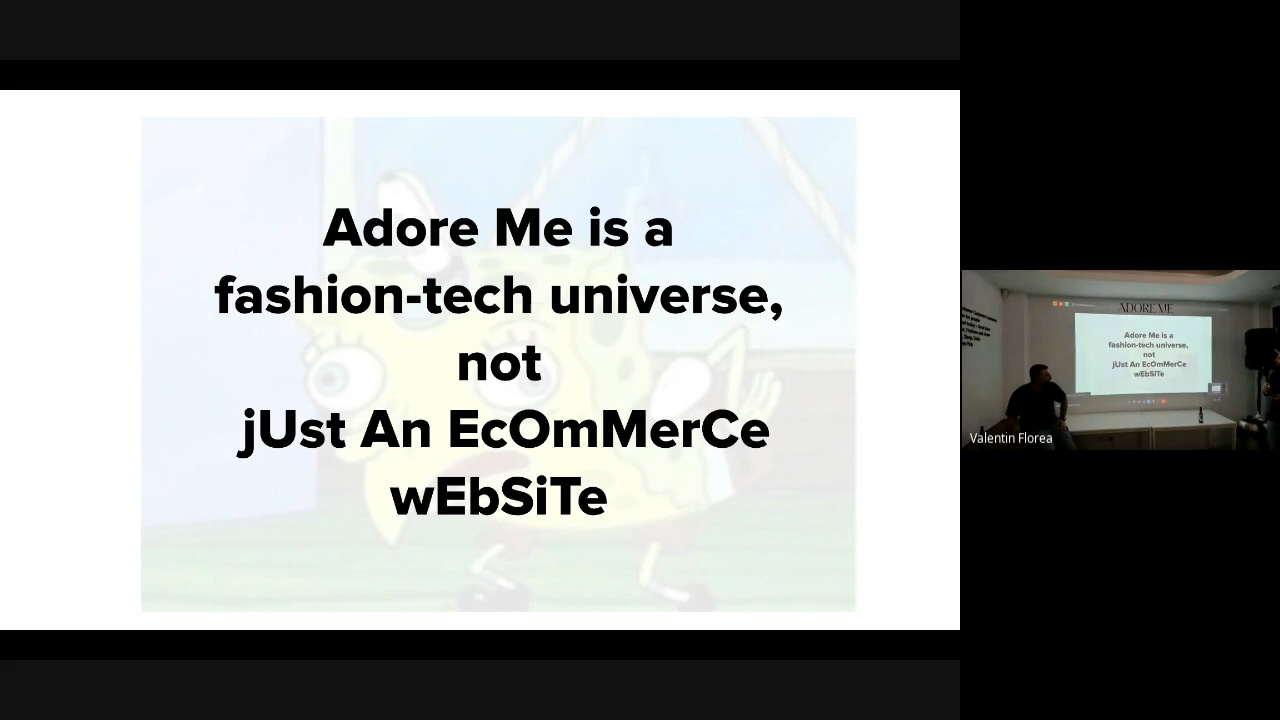 Adore Me is a
fashion-tech universe,
not
jUst An EcOmMerCe
wEbSiTe
ADORE ME
Adore Me is a
fashion-tech universe,
not
jUst An EcOmMerCe
wEbSiTe
Valentin Florea